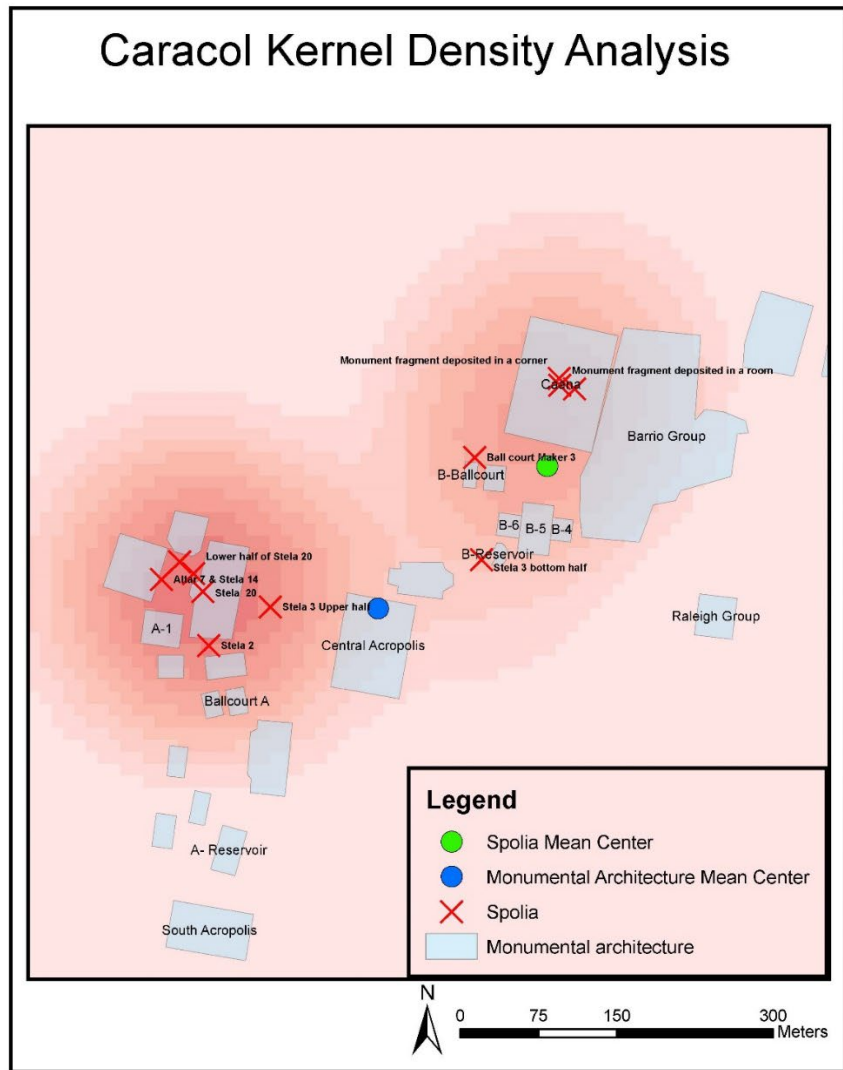 Caracol Kernel Density Analysis
Monument fragment deposited in a corner
Monument fragment deposited in a room
Caana
Barrio Group
Ball court Maker 3
B-Ballcourt
B-6
B-5
B-4
B-Reservoir
Stela 3 bottom half
Lower half of Stela 20
Altar 7 & Stela 14
Stela 20
Stela 3 Upper half
Raleigh Group
A-1
Stela 2
Central Acropolis
Ballcourt A
A- Reservoir
South Acropolis
Legend
Spolia Mean Center
Monumental Architecture Mean Center
Spolia
Monumental architecture
N
0 75 150 300
Meters